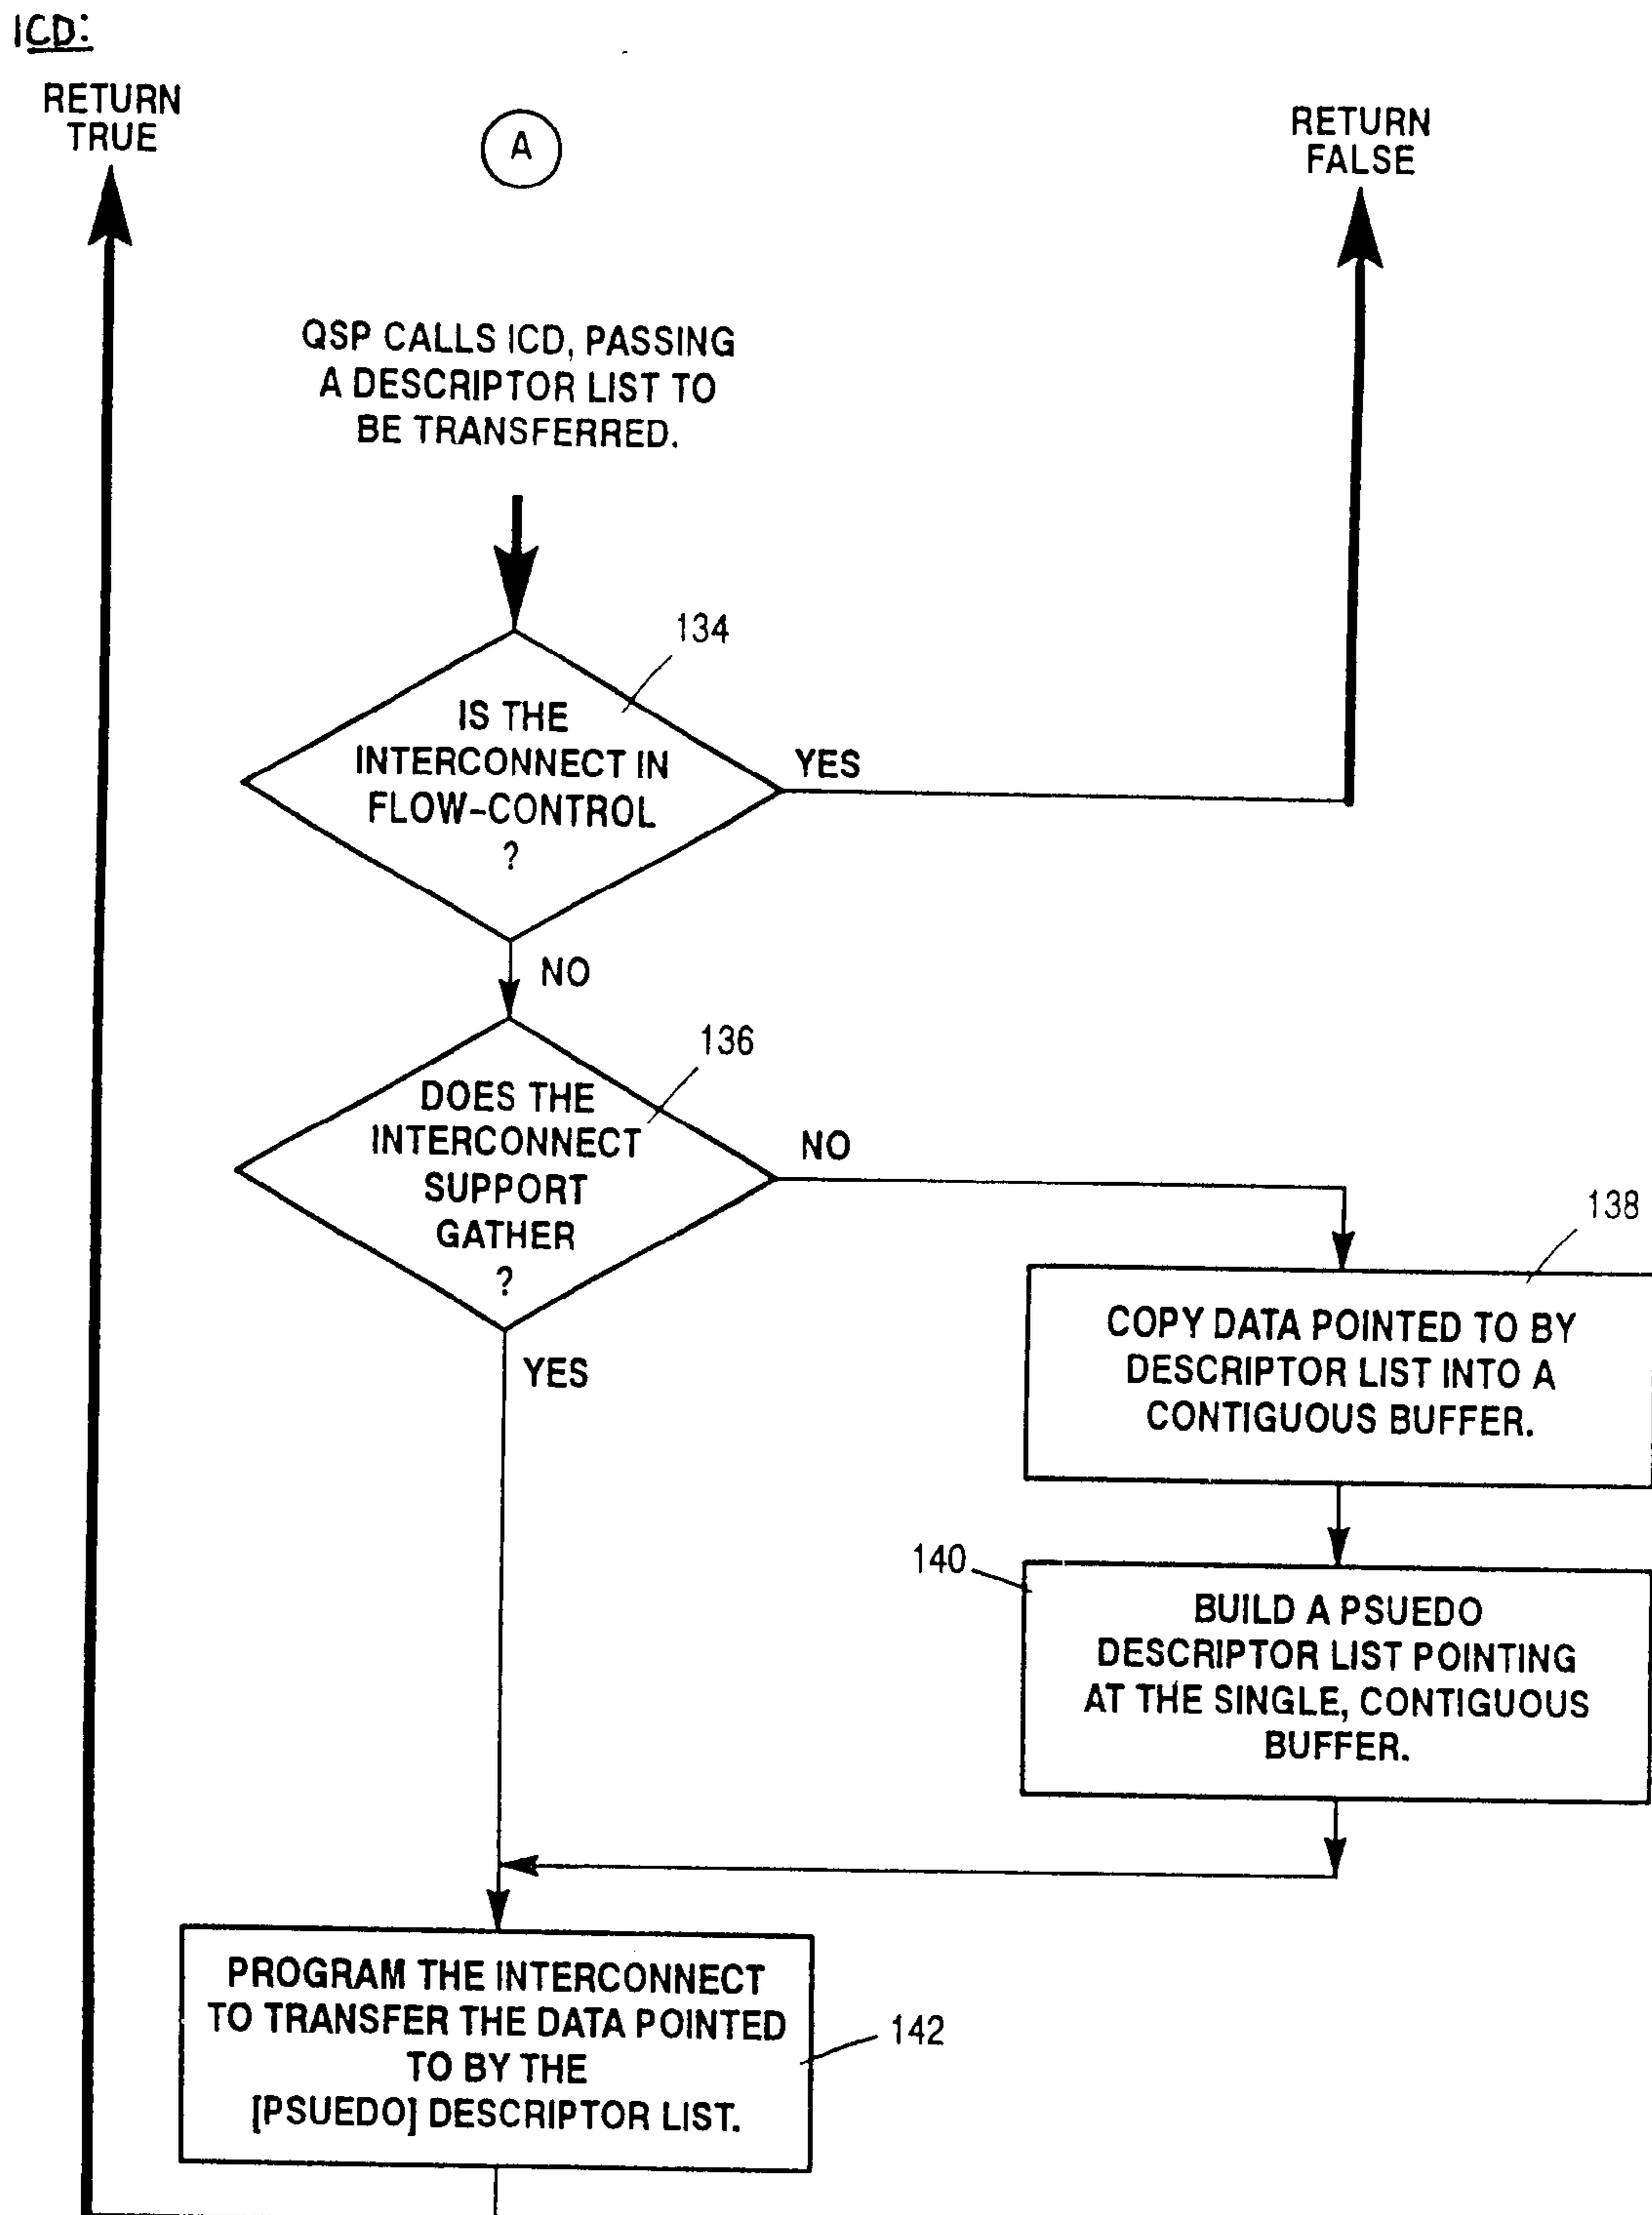 ICD:
RETURN
TRUE
A
RETURN
FALSE
QSP CALLS ICD, PASSING
A DESCRIPTOR LIST TO
BE TRANSFERRED.
134
IS THE
INTERCONNECT IN
FLOW-CONTROL
?
YES
NO
136
DOES THE
INTERCONNECT
SUPPORT
GATHER
?
NO
YES
138
COPY DATA POINTED TO BY
DESCRIPTOR LIST INTO A
CONTIGUOUS BUFFER.
140
BUILD A PSUEDO
DESCRIPTOR LIST POINTING
AT THE SINGLE, CONTIGUOUS
BUFFER.
PROGRAM THE INTERCONNECT
TO TRANSFER THE DATA POINTED
TO BY THE
[PSUEDO] DESCRIPTOR LIST.
142